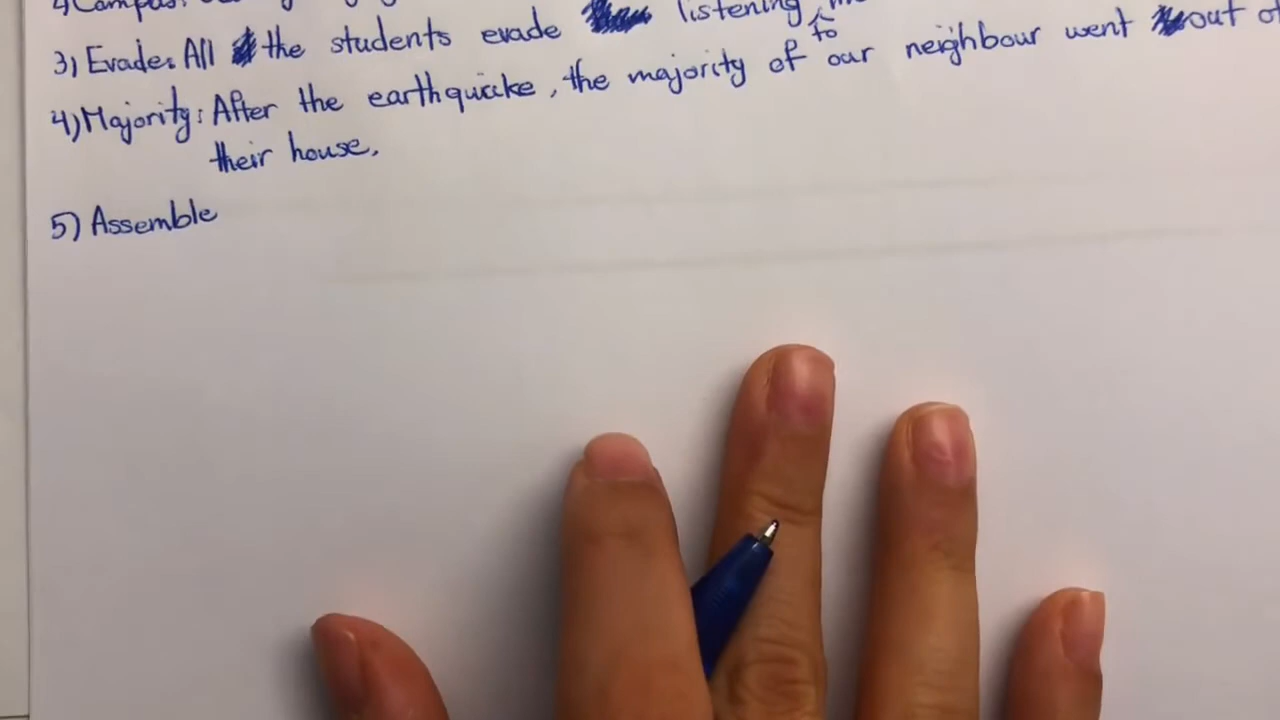 3) Evade: All the students evade listening
to
4) Majority: After the earthquake, the majority of our neighbour went out of
their house.
5) Assemble